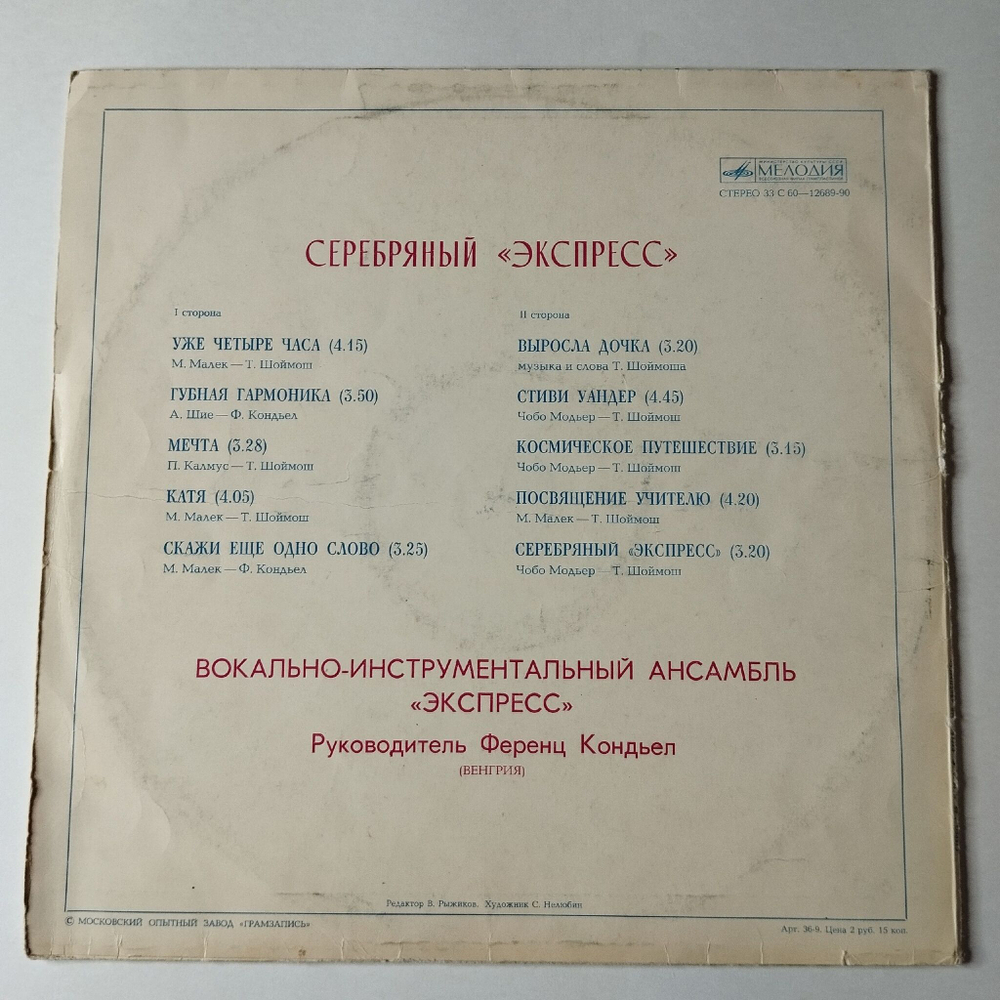 МИНИСТЕРСТВО КУЛЬТУРЫ СССР
МЕЛОДИЯ
СТЕРЕО 33 С 60—12689-90
СЕРЕБРЯНЫЙ «ЭКСПРЕСС»
I сторона
УЖЕ ЧЕТЫРЕ ЧАСА (4.15)
М. Малек — Т. Шоймош
ГУБНАЯ ГАРМОНИКА (3.50)
А. Шие — Ф. Кондьел
МЕЧТА (3.28)
П. Калмус — Т. Шоймош
КАТЯ (4.05)
М. Малек — Т. Шоймош
СКАЖИ ЕЩЕ ОДНО СЛОВО (3.25)
М. Малек — Ф. Кондьел
II сторона
ВЫРОСЛА ДОЧКА (3.20)
музыка и слова Т. Шоймоша
СТИВИ УАНДЕР (4.45)
Чобо Модьер — Т. Шоймош
КОСМИЧЕСКОЕ ПУТЕШЕСТВИЕ (3.15)
Чобо Модьер — Т. Шоймош
ПОСВЯЩЕНИЕ УЧИТЕЛЮ (4.20)
М. Малек — Т. Шоймош
СЕРЕБРЯНЫЙ «ЭКСПРЕСС» (3.20)
Чобо Модьер — Т. Шоймош
ВОКАЛЬНО-ИНСТРУМЕНТАЛЬНЫЙ АНСАМБЛЬ
«ЭКСПРЕСС»
Руководитель Ференц Кондьел
(ВЕНГРИЯ)
Редактор В. Рыжиков. Художник С. Нелюбин
© МОСКОВСКИЙ ОПЫТНЫЙ ЗАВОД «ГРАМЗАПИСЬ»
Арт. 36-9. Цена 2 руб. 15 коп.